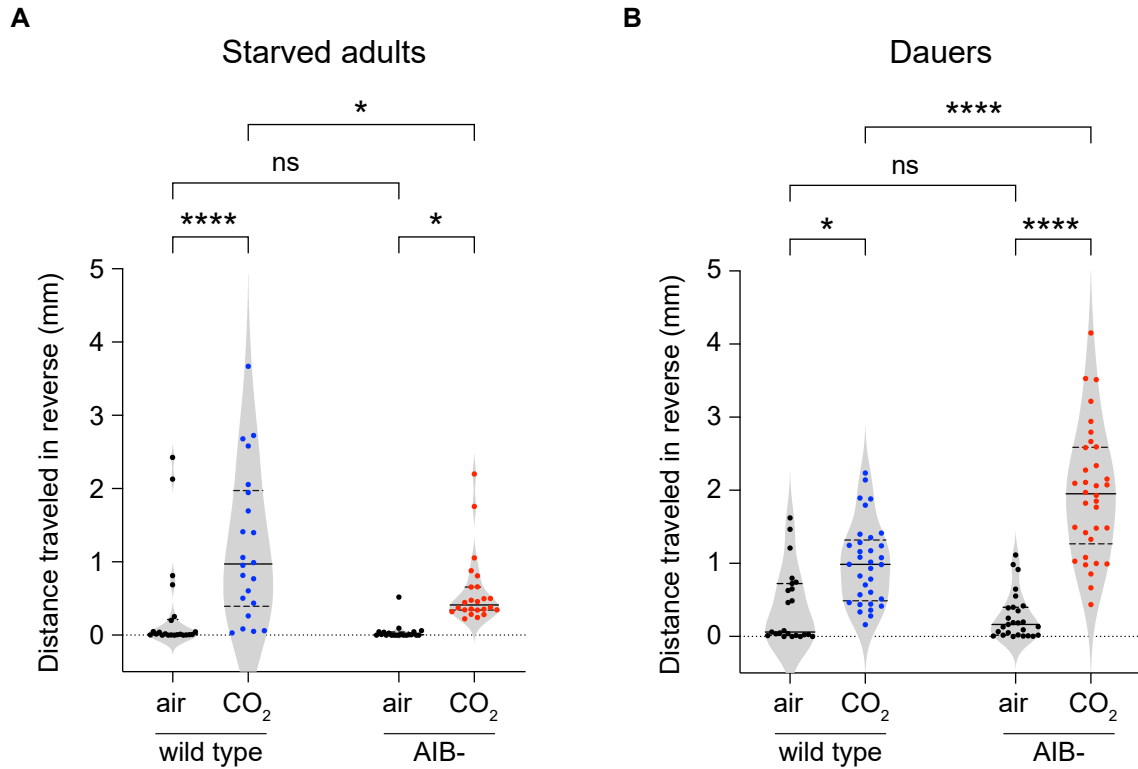 A
Starved adults
*
ns
**** *
Distance traveled in reverse (mm)
5
4
3
2
1
0
air CO₂ air CO₂
wild type AIB-
B
Dauers
****
ns
* ****
Distance traveled in reverse (mm)
5
4
3
2
1
0
air CO₂ air CO₂
wild type AIB-